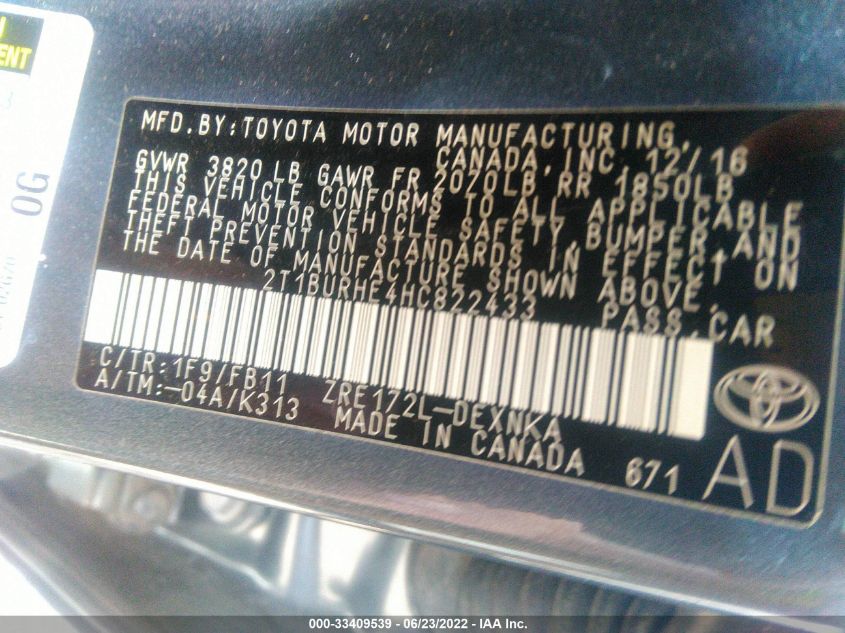 ENT
OG
MFD.BY:TOYOTA MOTOR MANUFACTURING,
CANADA,INC. 12/16
GVWR 3820 LB GAWR FR 2020LB RR 1850LB
THIS VEHICLE CONFORMS TO ALL APPLICABLE
FEDERAL MOTOR VEHICLE SAFETY,BUMPER,AND
THEFT PREVENTION STANDARDS IN EFFECT ON
THE DATE OF MANUFACTURE SHOWN ABOVE.
2T1BURHE4HC822433 PASS.CAR
C/TR:1F9/FB11 ZRE172L-DEXNKA
A/TM:-04A/K313 MADE IN CANADA 671
AD
000-33409539 - 06/23/2022 - IAA Inc.